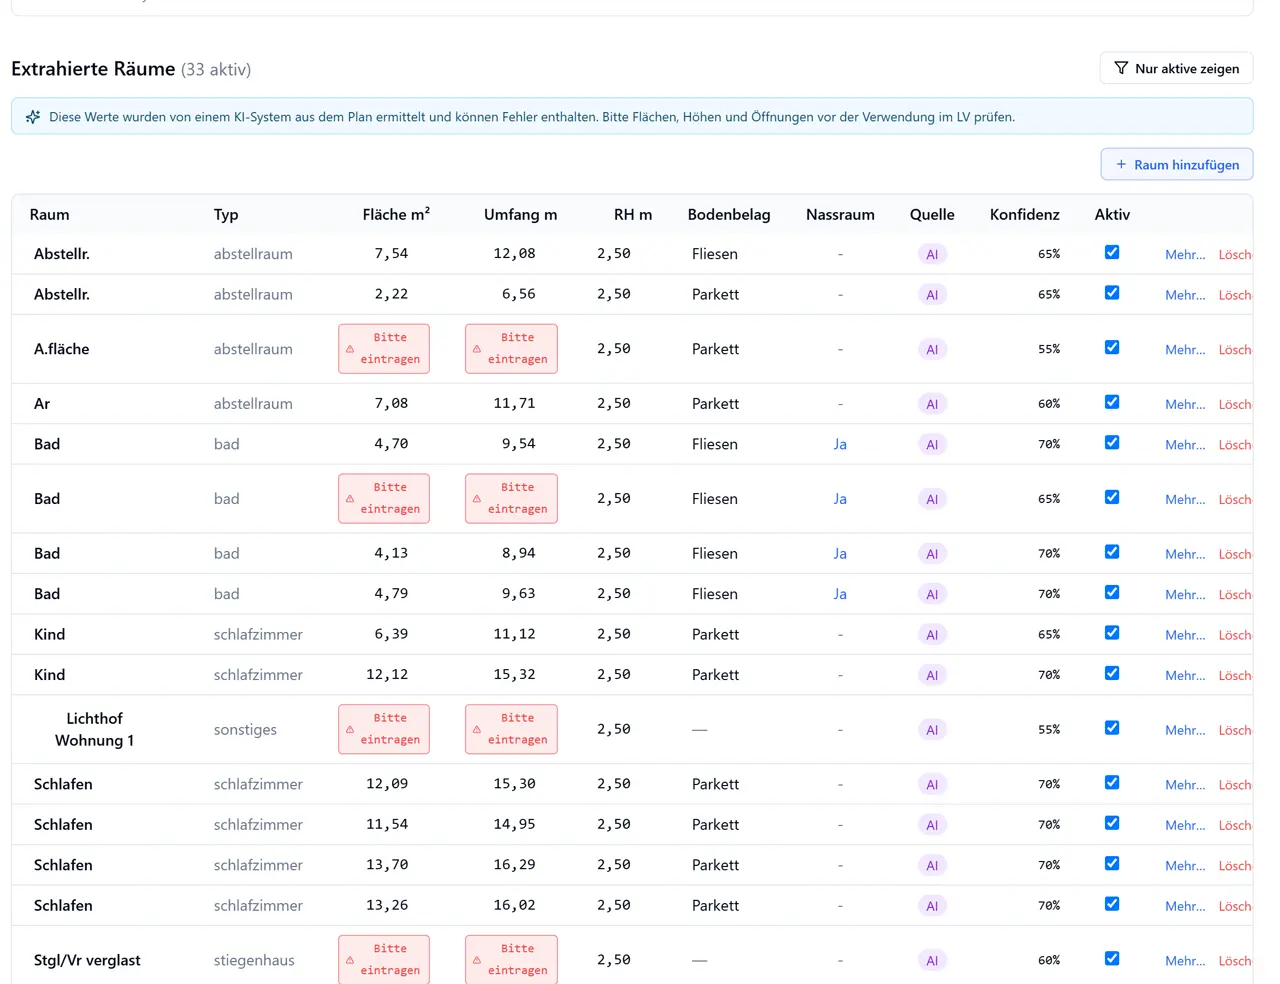 Extrahierte Räume (33 aktiv)
Nur aktive zeigen
Diese Werte wurden von einem KI-System aus dem Plan ermittelt und können Fehler enthalten. Bitte Flächen, Höhen und Öffnungen vor der Verwendung im LV prüfen.
+ Raum hinzufügen
Raum Typ Fläche m² Umfang m RH m Bodenbelag Nassraum Quelle Konfidenz Aktiv
Abstellr. abstellraum 7,54 12,08 2,50 Fliesen - AI 65% Mehr... Lösch
Abstellr. abstellraum 2,22 6,56 2,50 Parkett - AI 65% Mehr... Lösch
A.fläche abstellraum Bitte eintragen Bitte eintragen 2,50 Parkett - AI 55% Mehr... Lösch
Ar abstellraum 7,08 11,71 2,50 Parkett - AI 60% Mehr... Lösch
Bad bad 4,70 9,54 2,50 Fliesen Ja AI 70% Mehr... Lösch
Bad bad Bitte eintragen Bitte eintragen 2,50 Fliesen Ja AI 65% Mehr... Lösch
Bad bad 4,13 8,94 2,50 Fliesen Ja AI 70% Mehr... Lösch
Bad bad 4,79 9,63 2,50 Fliesen Ja AI 70% Mehr... Lösch
Kind schlafzimmer 6,39 11,12 2,50 Parkett - AI 65% Mehr... Lösch
Kind schlafzimmer 12,12 15,32 2,50 Parkett - AI 70% Mehr... Lösch
Lichthof Wohnung 1 sonstiges Bitte eintragen Bitte eintragen 2,50 — - AI 55% Mehr... Lösch
Schlafen schlafzimmer 12,09 15,30 2,50 Parkett - AI 70% Mehr... Lösch
Schlafen schlafzimmer 11,54 14,95 2,50 Parkett - AI 70% Mehr... Lösch
Schlafen schlafzimmer 13,70 16,29 2,50 Parkett - AI 70% Mehr... Lösch
Schlafen schlafzimmer 13,26 16,02 2,50 Parkett - AI 70% Mehr... Lösch
Stgl/Vr verglast stiegenhaus Bitte eintragen Bitte eintragen 2,50 — - AI 60% Mehr... Lösch